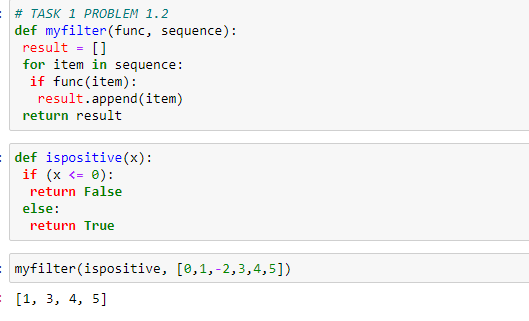 # TASK 1 PROBLEM 1.2
def myfilter(func, sequence):
 result = []
 for item in sequence:
  if func(item):
   result.append(item)
 return result
def ispositive(x):
 if (x <= 0):
  return False
 else:
  return True
myfilter(ispositive, [0,1,-2,3,4,5])
[1, 3, 4, 5]